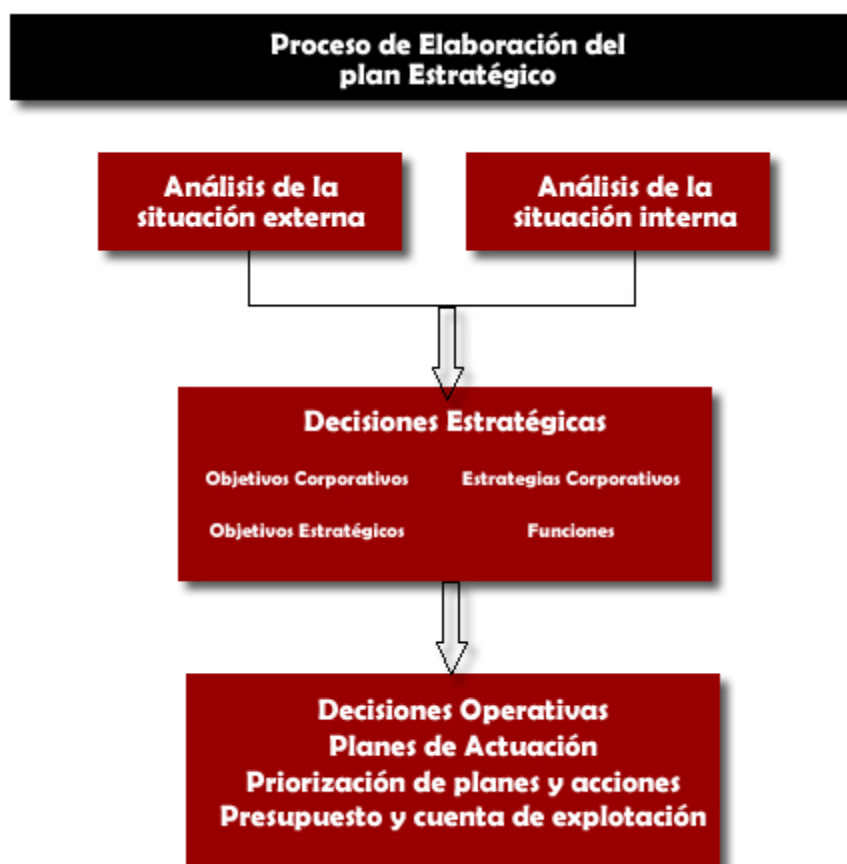 Proceso de Elaboración del
plan Estratégico
Análisis de la
situación externa
Análisis de la
situación interna
Decisiones Estratégicas
Objetivos Corporativos
Estrategias Corporativos
Objetivos Estratégicos
Funciones
Decisiones Operativas
Planes de Actuación
Priorización de planes y acciones
Presupuesto y cuenta de explotación